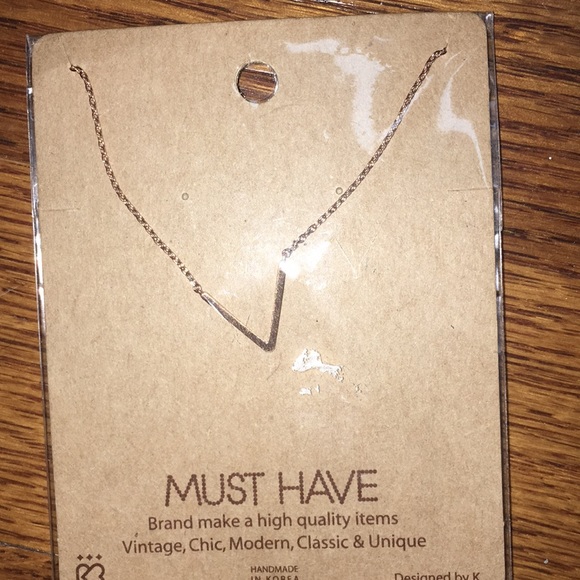 MUST HAVE
Brand make a high quality items
Vintage, Chic, Modern, Classic & Unique
HANDMADE
IN KOREA
Designed by K